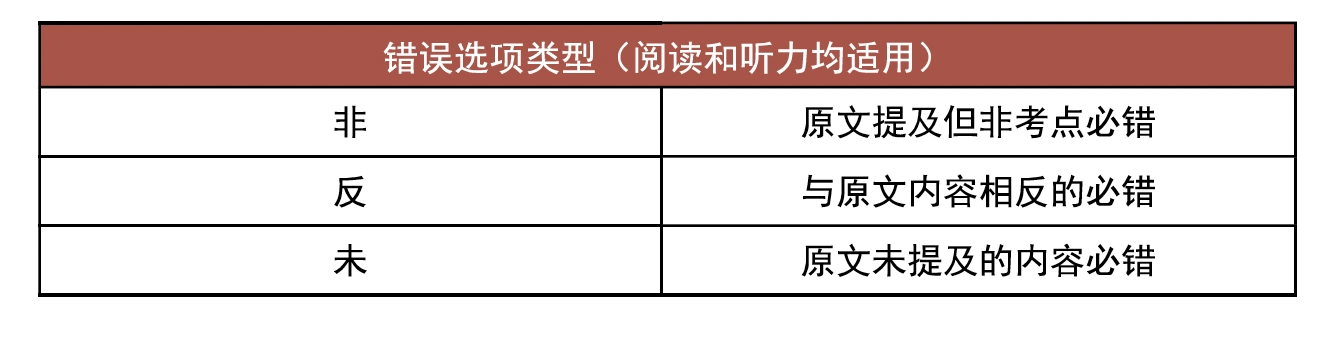 错误选项类型（阅读和听力均适用）
非 原文提及但非考点必错
反 与原文内容相反的必错
未 原文未提及的内容必错